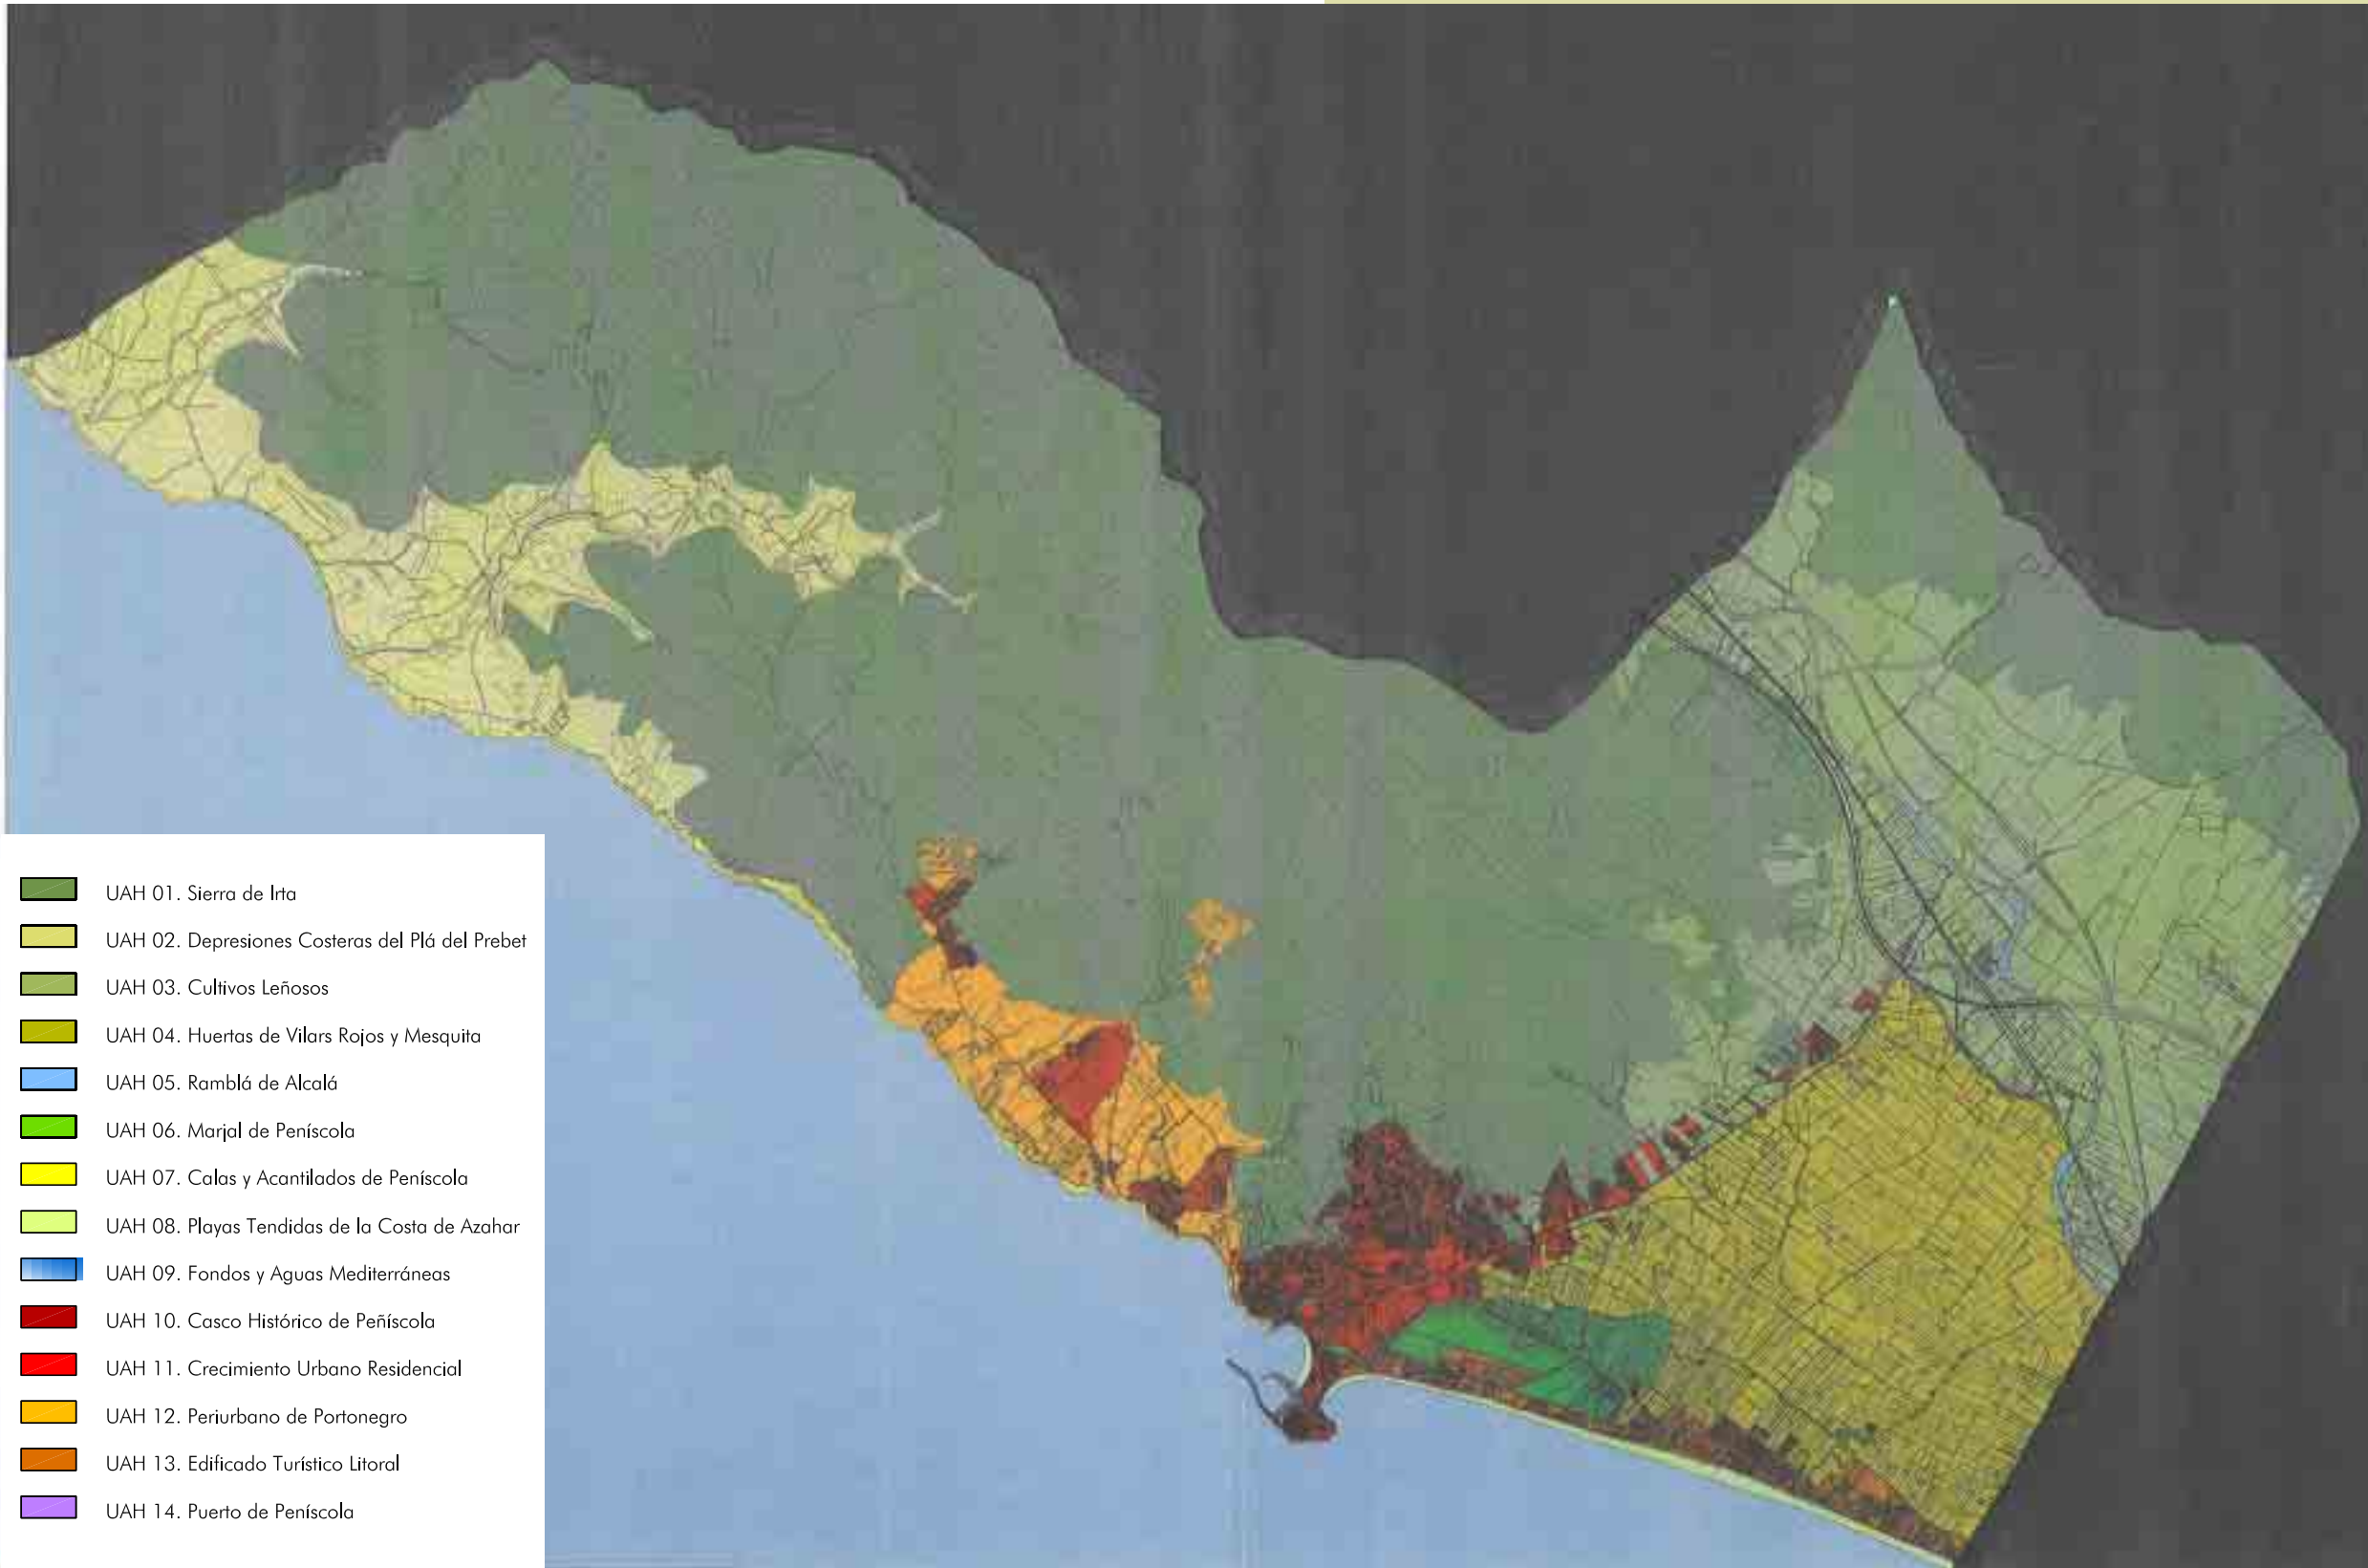 UAH 01. Sierra de Irta
UAH 02. Depresiones Costeras del Plá del Prebet
UAH 03. Cultivos Leñosos
UAH 04. Huertas de Vilars Rojos y Mesquita
UAH 05. Ramblá de Alcalá
UAH 06. Marjal de Peníscola
UAH 07. Calas y Acantilados de Peníscola
UAH 08. Playas Tendidas de la Costa de Azahar
UAH 09. Fondos y Aguas Mediterráneas
UAH 10. Casco Histórico de Peñíscola
UAH 11. Crecimiento Urbano Residencial
UAH 12. Periurbano de Portonegro
UAH 13. Edificado Turístico Litoral
UAH 14. Puerto de Peníscola